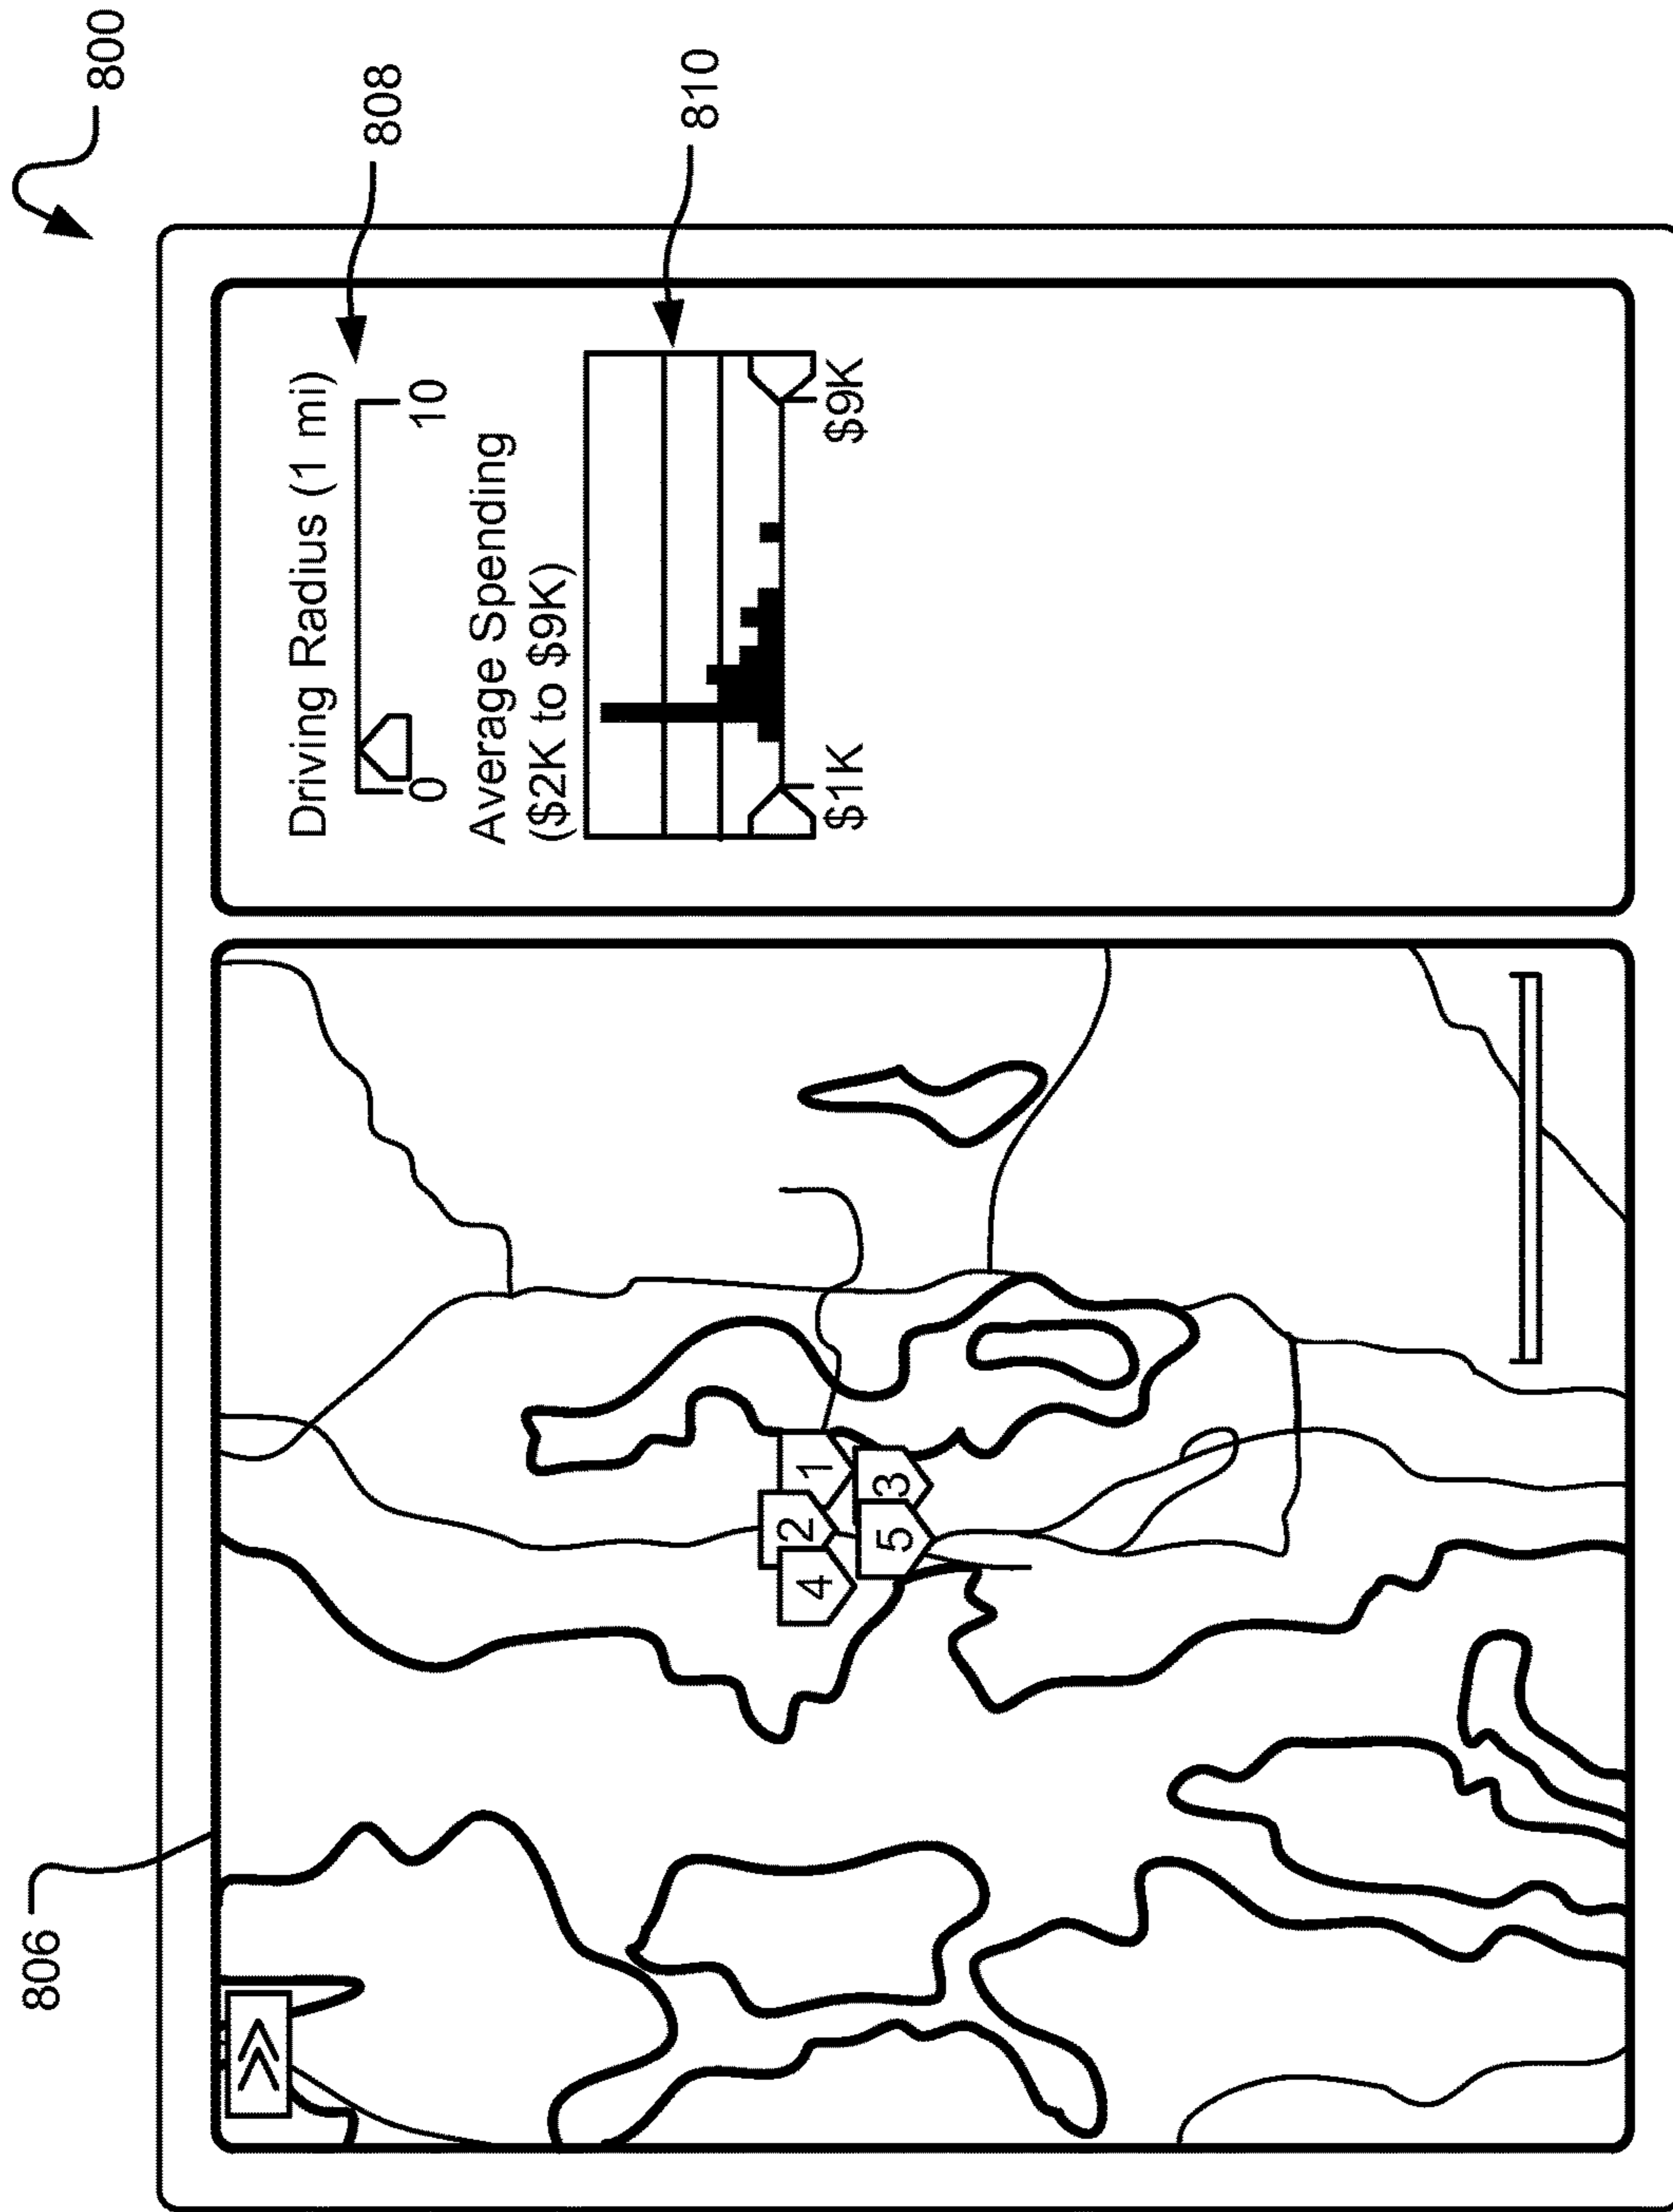 800
806
Driving Radius (1 mi)
808
0 10
Average Spending
($2K to $9K)
810
$1K $9K
1
2
3
4
5
>>